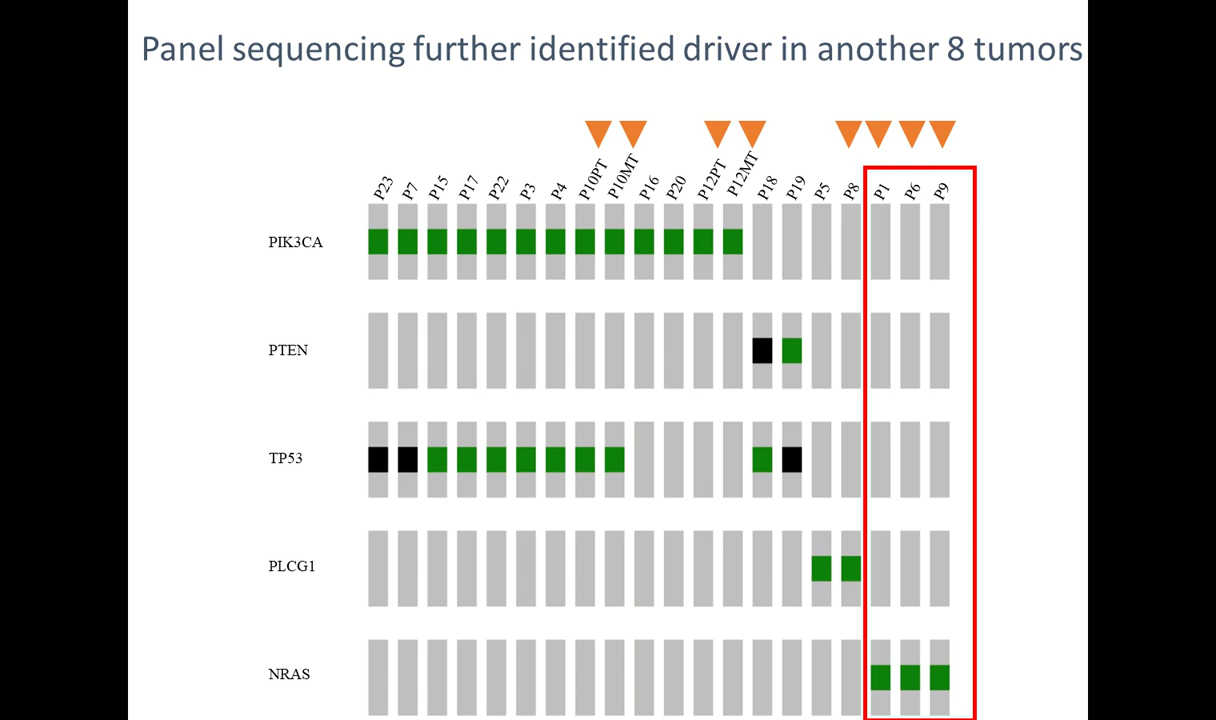 Panel sequencing further identified driver in another 8 tumors
P23 P7 P15 P17 P22 P3 P4 P10PT P10MT P16 P20 P12PT P12MT P18 P19 P5 P8 P1 P6 P9
PIK3CA
PTEN
TP53
PLCG1
NRAS